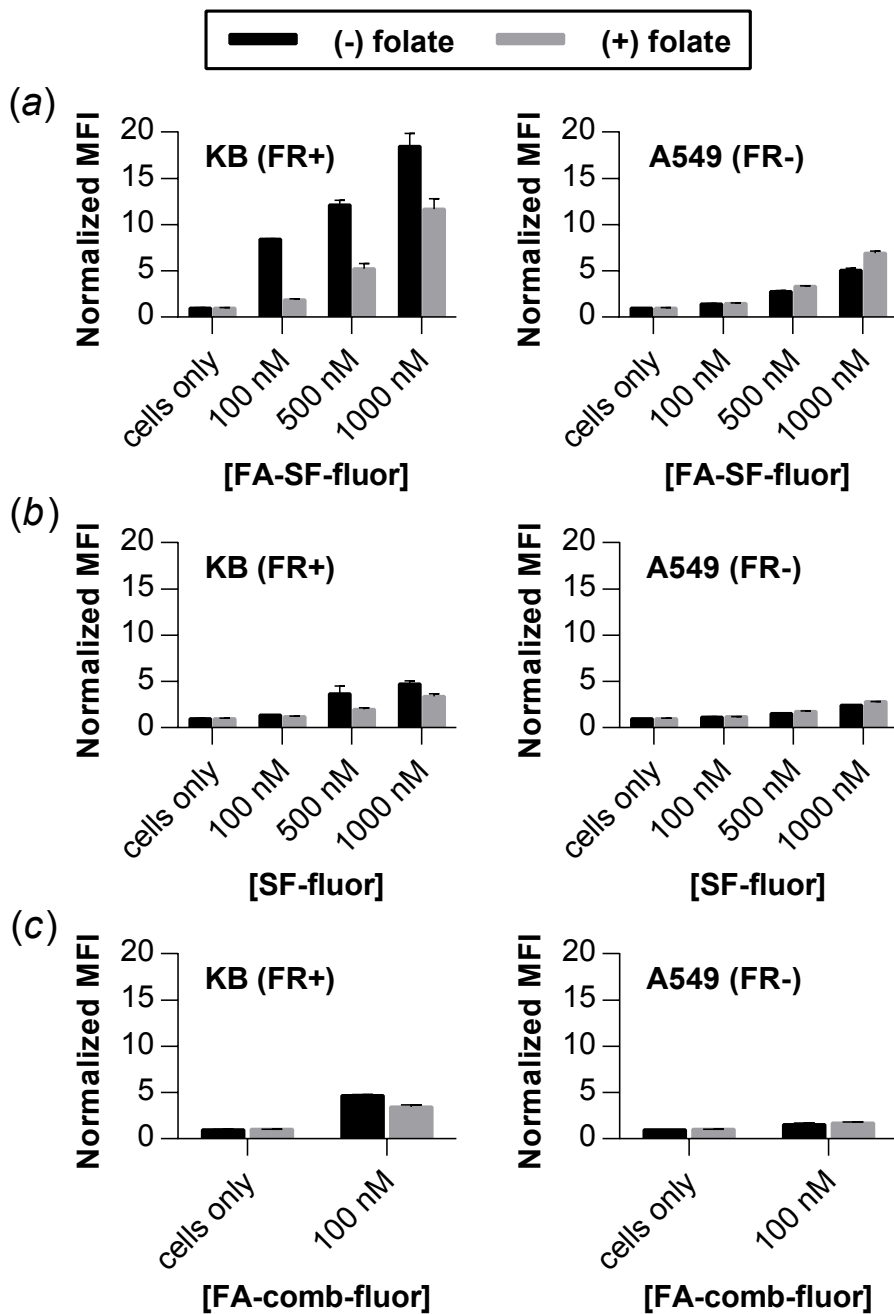 (-) folate (+) folate
(a)
Normalized MFI
20
15
10
5
0
KB (FR+)
cells only
100 nM
500 nM
1000 nM
[FA-SF-fluor]
Normalized MFI
20
15
10
5
0
A549 (FR-)
cells only
100 nM
500 nM
1000 nM
[FA-SF-fluor]
(b)
Normalized MFI
20
15
10
5
0
KB (FR+)
cells only
100 nM
500 nM
1000 nM
[SF-fluor]
Normalized MFI
20
15
10
5
0
A549 (FR-)
cells only
100 nM
500 nM
1000 nM
[SF-fluor]
(c)
Normalized MFI
20
15
10
5
0
KB (FR+)
cells only
100 nM
[FA-comb-fluor]
Normalized MFI
20
15
10
5
0
A549 (FR-)
cells only
100 nM
[FA-comb-fluor]